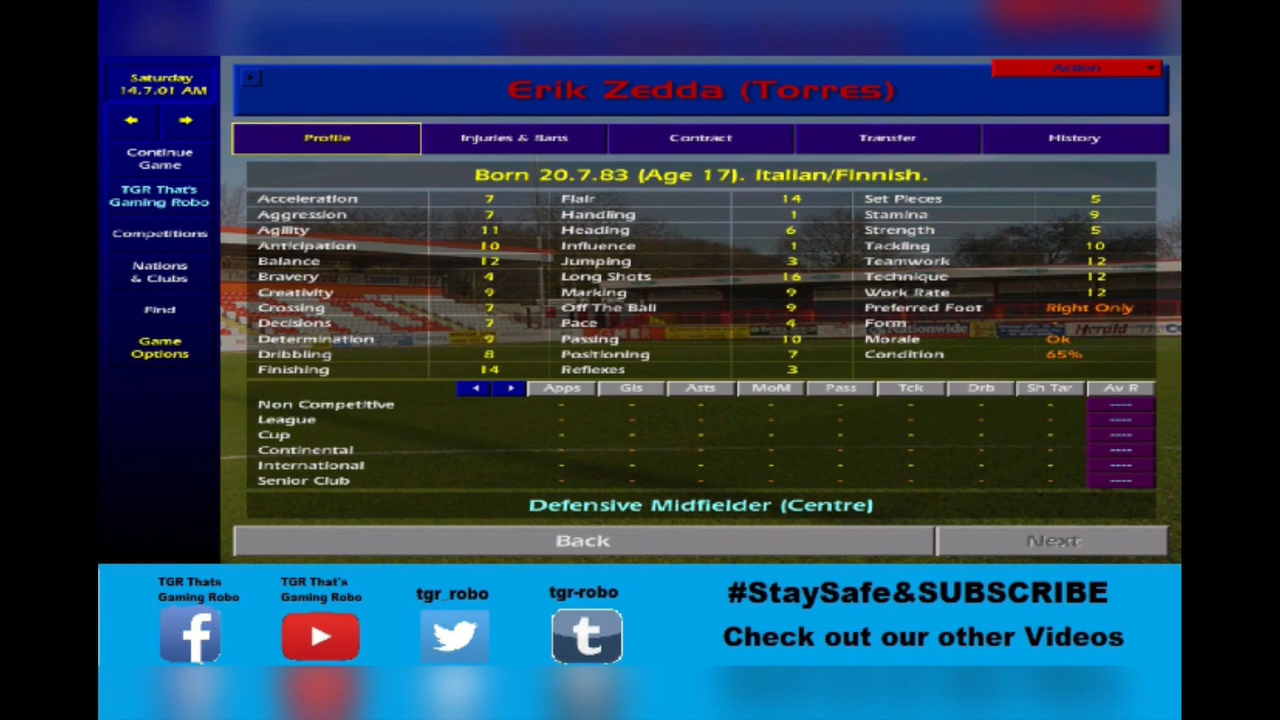 Saturday
14.7.01 AM
Continue
Game
TGR That's
Gaming Robo
Competitions
Nations
& Clubs
Find
Game
Options
Action
Erik Zedda (Torres)
Profile Injuries & Bans Contract Transfer History
Born 20.7.83 (Age 17). Italian/Finnish.
Acceleration 7 Flair 14 Set Pieces 5
Aggression 7 Handling 1 Stamina 9
Agility 11 Heading 6 Strength 5
Anticipation 10 Influence 1 Tackling 10
Balance 12 Jumping 3 Teamwork 12
Bravery 4 Long Shots 16 Technique 12
Creativity 9 Marking 9 Work Rate 12
Crossing 7 Off The Ball 9 Preferred Foot Right Only
Decisions 7 Pace 4 Form
Determination 9 Passing 10 Morale Ok
Dribbling 8 Positioning 7 Condition 65%
Finishing 14 Reflexes 3
Apps Gls Asts MoM Pass Tck Drb Sh Tar Av R
Non Competitive - - - - - - - - ----
League - - - - - - - - ----
Cup - - - - - - - - ----
Continental - - - - - - - - ----
International - - - - - - - - ----
Senior Club - - - - - - - - ----
Defensive Midfielder (Centre)
Back Next
Nationwide
Herald
TGR Thats
Gaming Robo
TGR That's
Gaming Robo
tgr_robo
tgr-robo
#StaySafe&SUBSCRIBE
Check out our other Videos